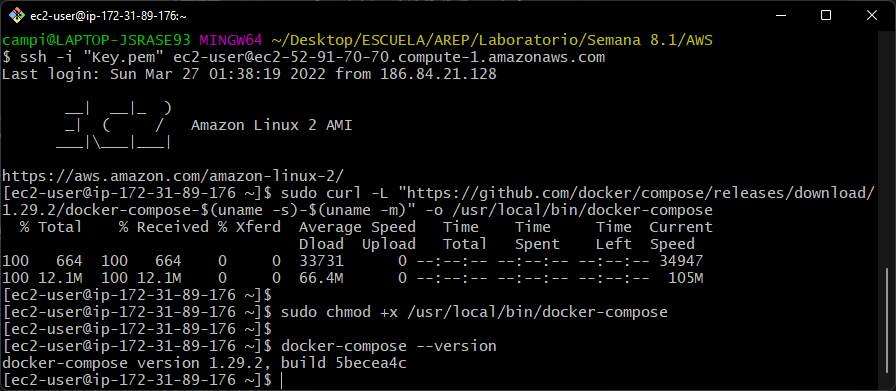 ec2-user@ip-172-31-89-176:~
campi@LAPTOP-JSRASE93 MINGW64 ~/Desktop/ESCUELA/AREP/Laboratorio/Semana 8.1/AWS
$ ssh -i "Key.pem" ec2-user@ec2-52-91-70-70.compute-1.amazonaws.com
Last login: Sun Mar 27 01:38:19 2022 from 186.84.21.128
       __|  __|_  )
       _|  (     /   Amazon Linux 2 AMI
      ___|\___|___|
https://aws.amazon.com/amazon-linux-2/
[ec2-user@ip-172-31-89-176 ~]$ sudo curl -L "https://github.com/docker/compose/releases/download/
1.29.2/docker-compose-$(uname -s)-$(uname -m)" -o /usr/local/bin/docker-compose
  % Total    % Received % Xferd  Average Speed   Time    Time     Time  Current
                                 Dload  Upload   Total   Spent    Left  Speed
100   664  100   664    0     0  33731      0 --:--:-- --:--:-- --:--:-- 34947
100 12.1M  100 12.1M    0     0  66.4M      0 --:--:-- --:--:-- --:--:--  105M
[ec2-user@ip-172-31-89-176 ~]$
[ec2-user@ip-172-31-89-176 ~]$ sudo chmod +x /usr/local/bin/docker-compose
[ec2-user@ip-172-31-89-176 ~]$
[ec2-user@ip-172-31-89-176 ~]$ docker-compose --version
docker-compose version 1.29.2, build 5becea4c
[ec2-user@ip-172-31-89-176 ~]$